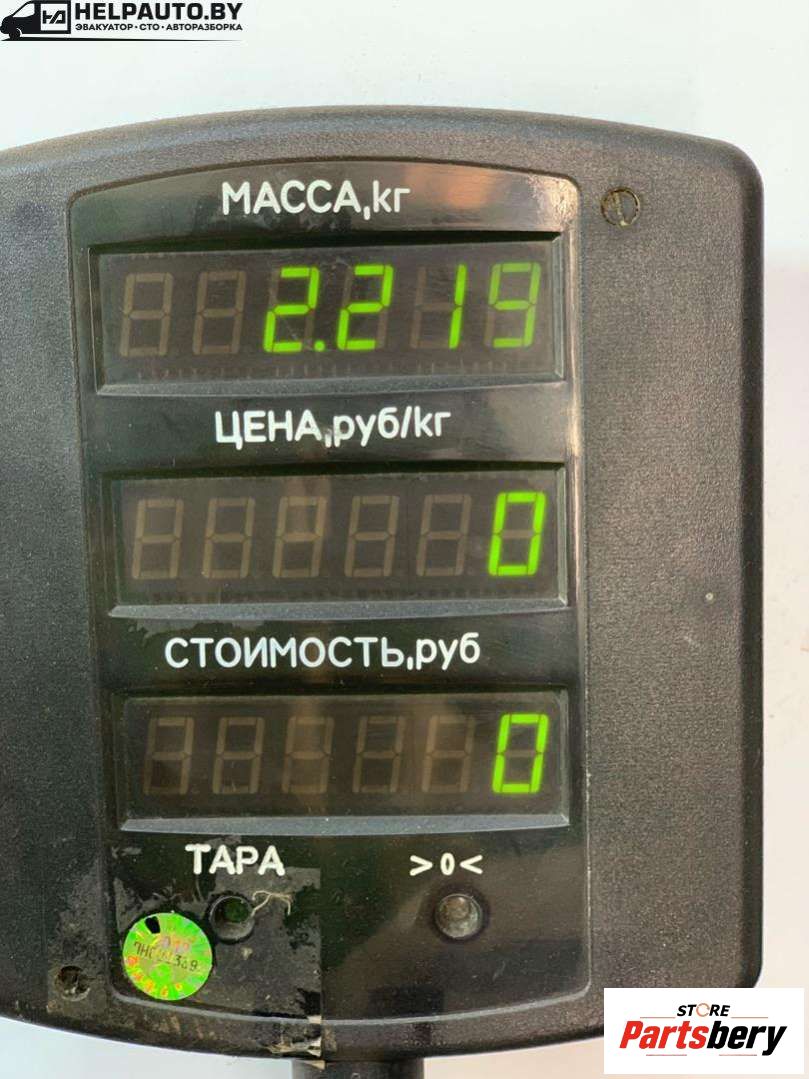 HELPAUTO.BY
ЭВАКУАТОР • СТО • АВТОРАЗБОРКА
МАССА,кг
2.219
ЦЕНА,руб/кг
0
СТОИМОСТЬ,руб
0
ТАРА >0<
STORE
Partsbery